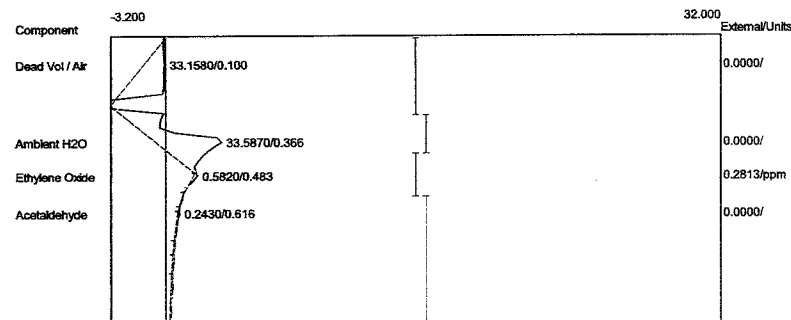 -3.200 32.000
Component External/Units
Dead Vol / Air 33.1580/0.100 0.0000/
Ambient H2O 33.5870/0.366 0.0000/
Ethylene Oxide 0.5820/0.483 0.2813/ppm
Acetaldehyde 0.2430/0.616 0.0000/